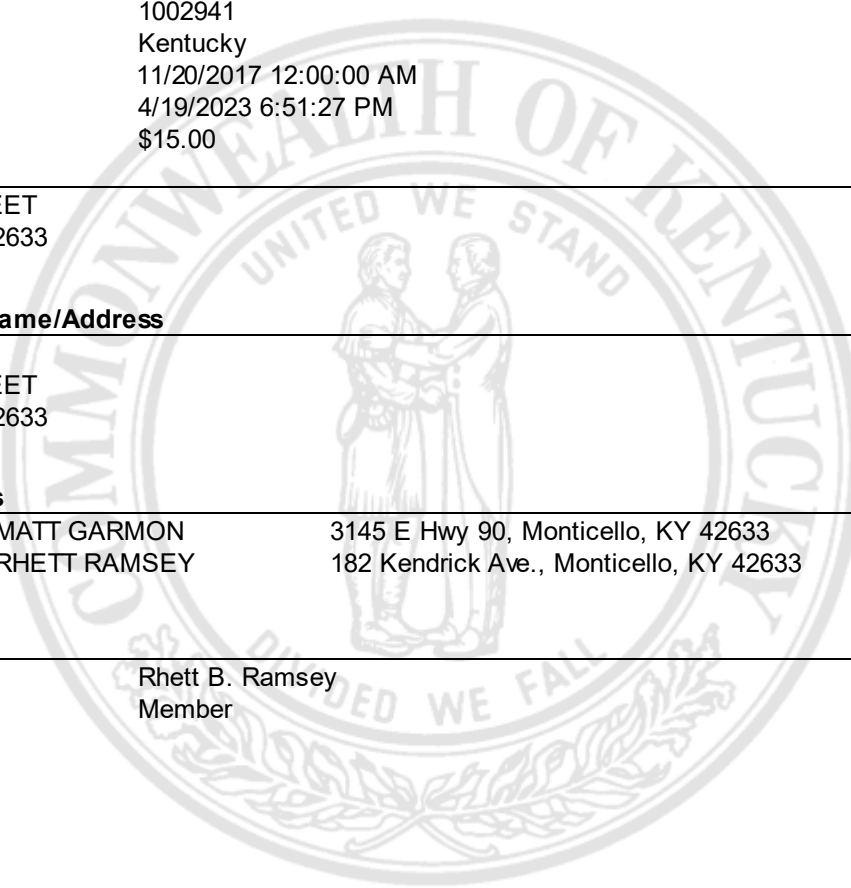 1002941
Kentucky
11/20/2017 12:00:00 AM
4/19/2023 6:51:27 PM
$15.00
EET
2633
ame/Address
EET
2633
s
MATT GARMON 3145 E Hwy 90, Monticello, KY 42633
RHETT RAMSEY 182 Kendrick Ave., Monticello, KY 42633
Rhett B. Ramsey
Member
COMMONWEALTH OF KENTUCKY
UNITED WE STAND
DIVIDED WE FALL